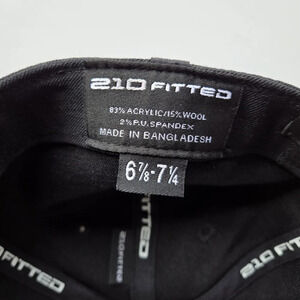 210 FITTED
83% ACRYLIC/15% WOOL
2% P.U. SPANDEX
MADE IN BANGLADESH
6⅞-7¼
210 FITTED
210 FITTED
210 FITTED